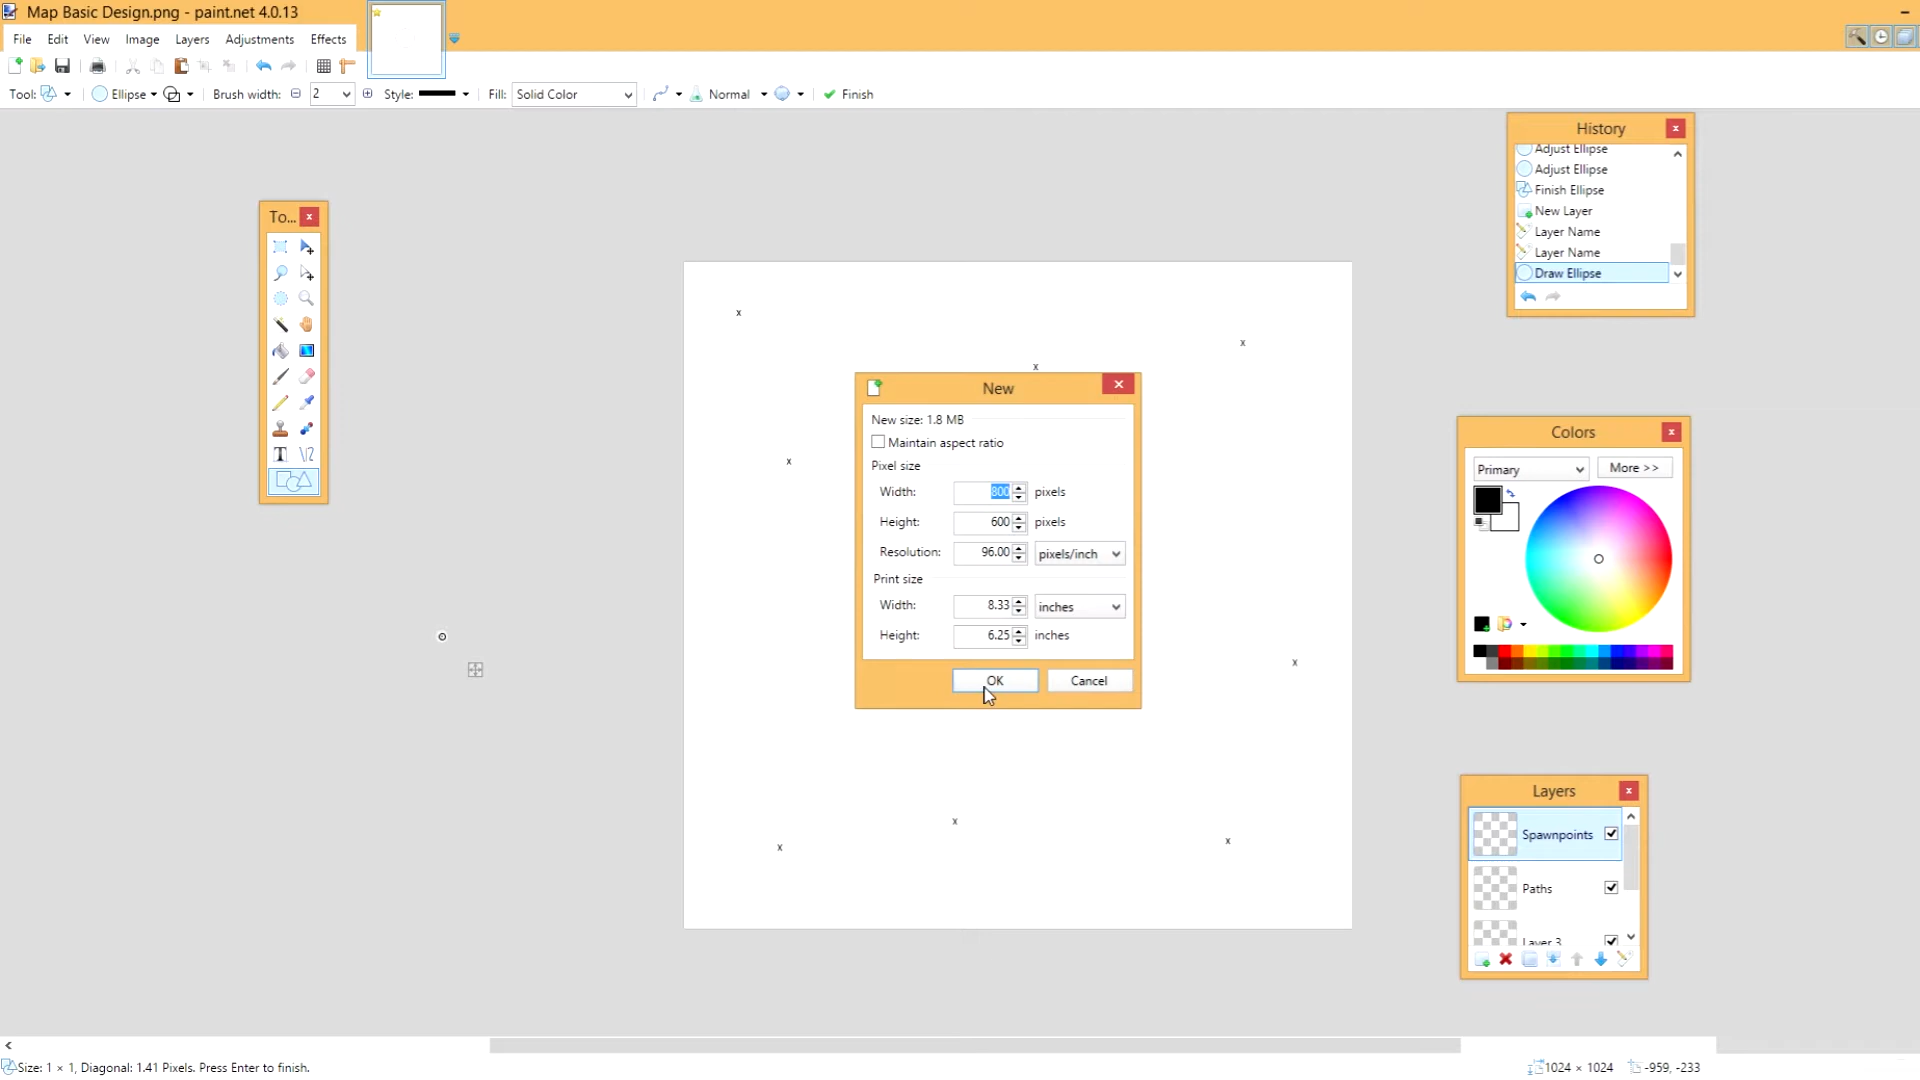 Map Basic Design.png - paint.net 4.0.13
File Edit View Image Layers Adjustments Effects
Tool: Ellipse Brush width: 2 Style: Fill: Solid Color Normal Finish
History
Adjust Ellipse
Adjust Ellipse
Finish Ellipse
New Layer
Layer Name
Layer Name
Draw Ellipse
To...
T
x
x
x
x
x
x
x
x
New
New size: 1.8 MB
Maintain aspect ratio
Pixel size
Width: 800 pixels
Height: 600 pixels
Resolution: 96.00 pixels/inch
Print size
Width: 8.33 inches
Height: 6.25 inches
OK Cancel
Colors
Primary More >>
Layers
Spawnpoints
Paths
Layer 3
Size: 1 × 1, Diagonal: 1.41 Pixels. Press Enter to finish. 1024 × 1024 -959, -233